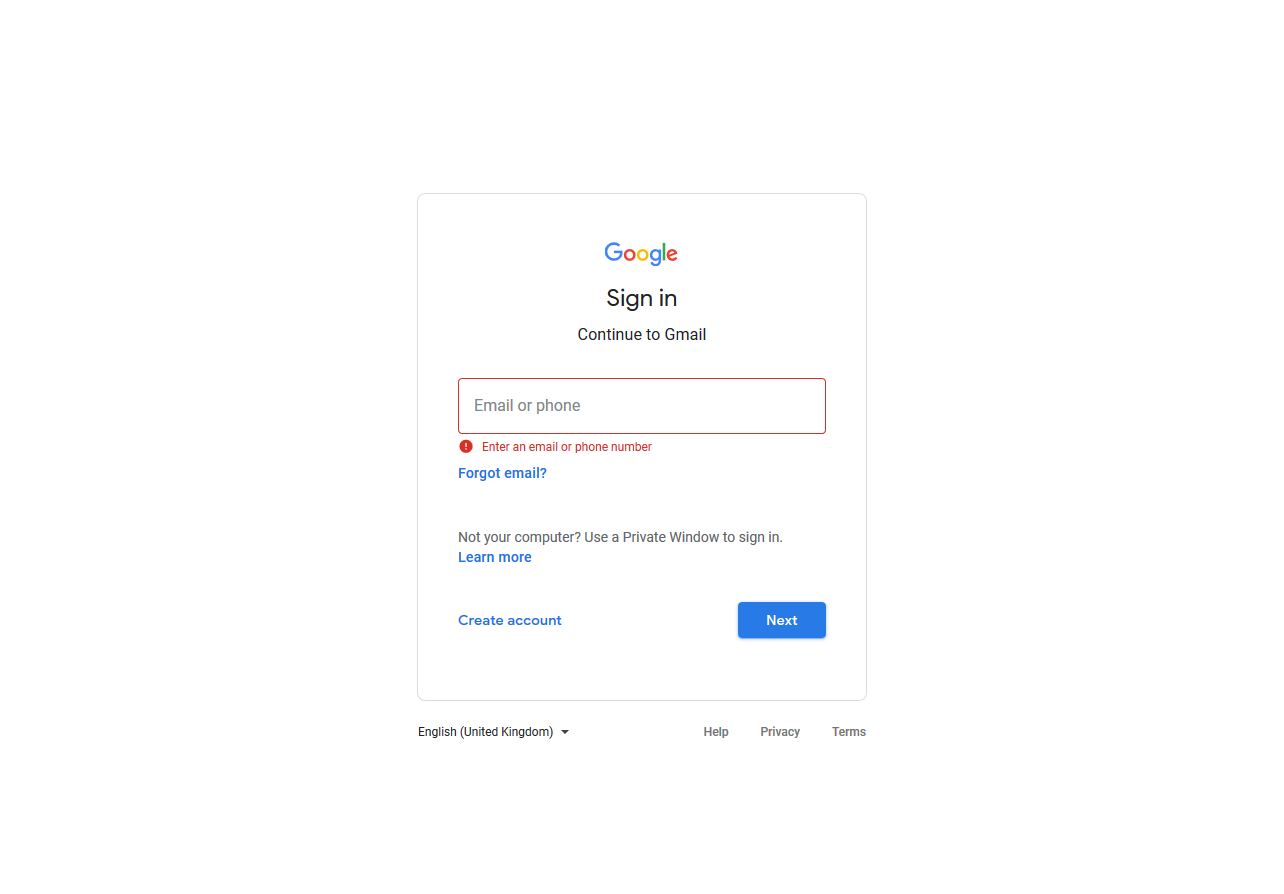 Google
Sign in
Continue to Gmail
Email or phone
Enter an email or phone number
Forgot email?
Not your computer? Use a Private Window to sign in.
Learn more
Create account
Next
English (United Kingdom)
Help
Privacy
Terms